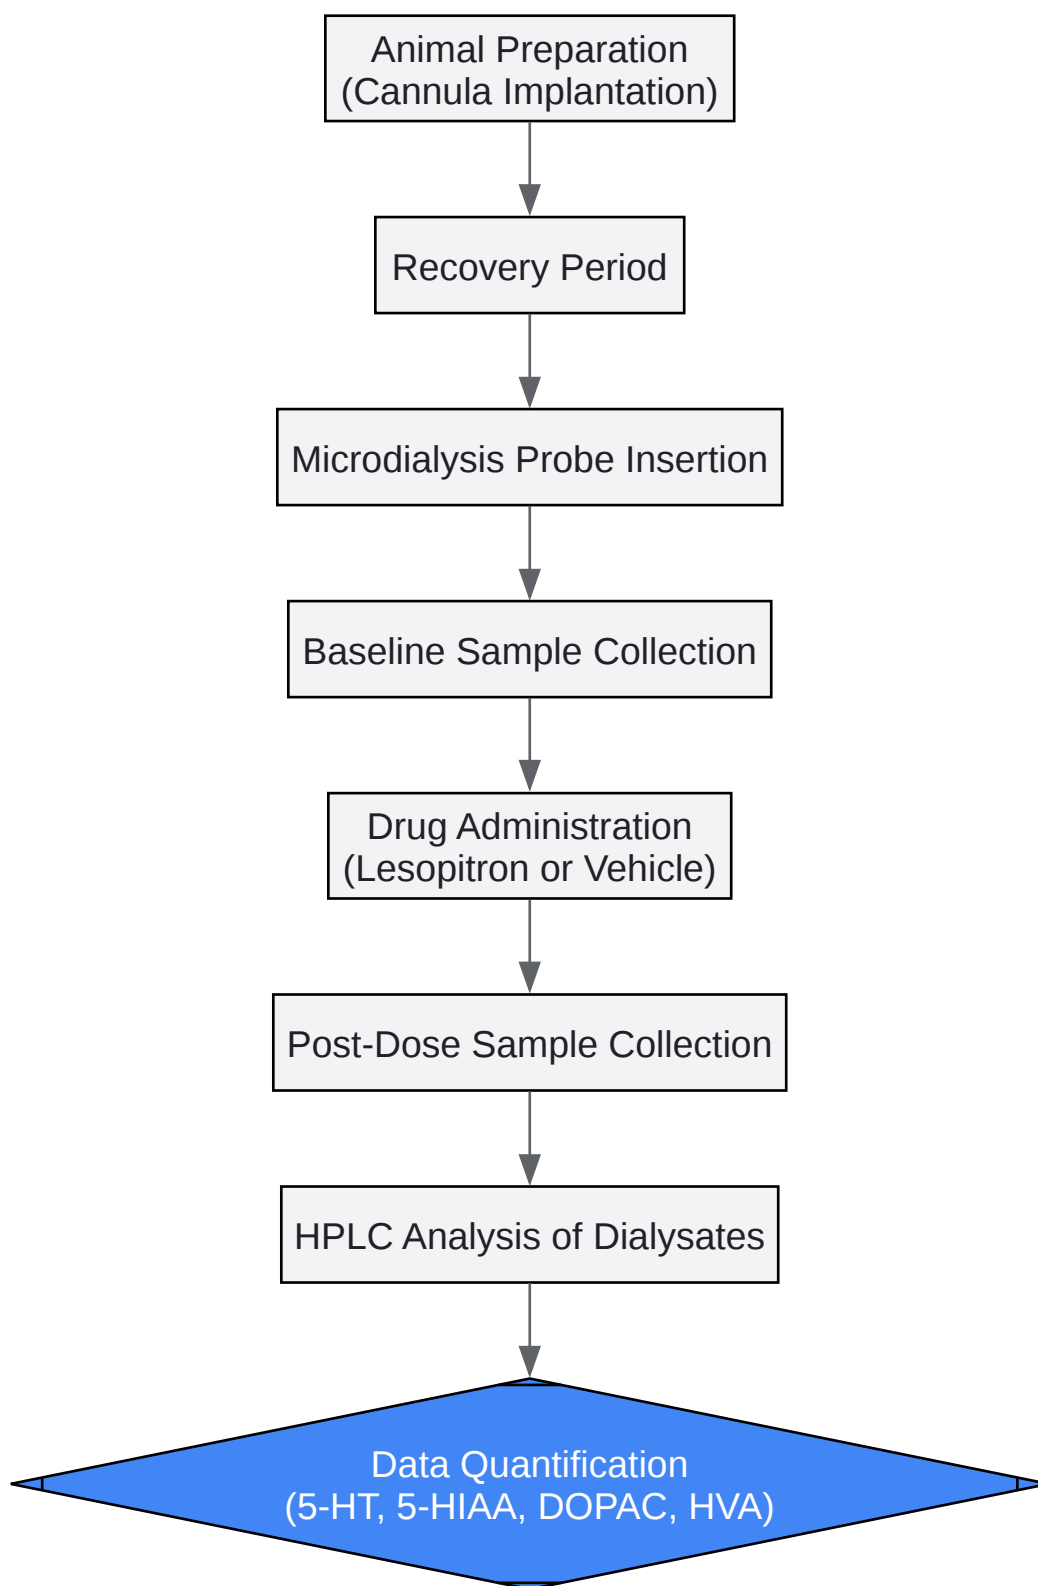 Animal Preparation
(Cannula Implantation)
Recovery Period
Microdialysis Probe Insertion
Baseline Sample Collection
Drug Administration
(Lesopitron or Vehicle)
Post-Dose Sample Collection
HPLC Analysis of Dialysates
Data Quantification
(5-HT, 5-HIAA, DOPAC, HVA)